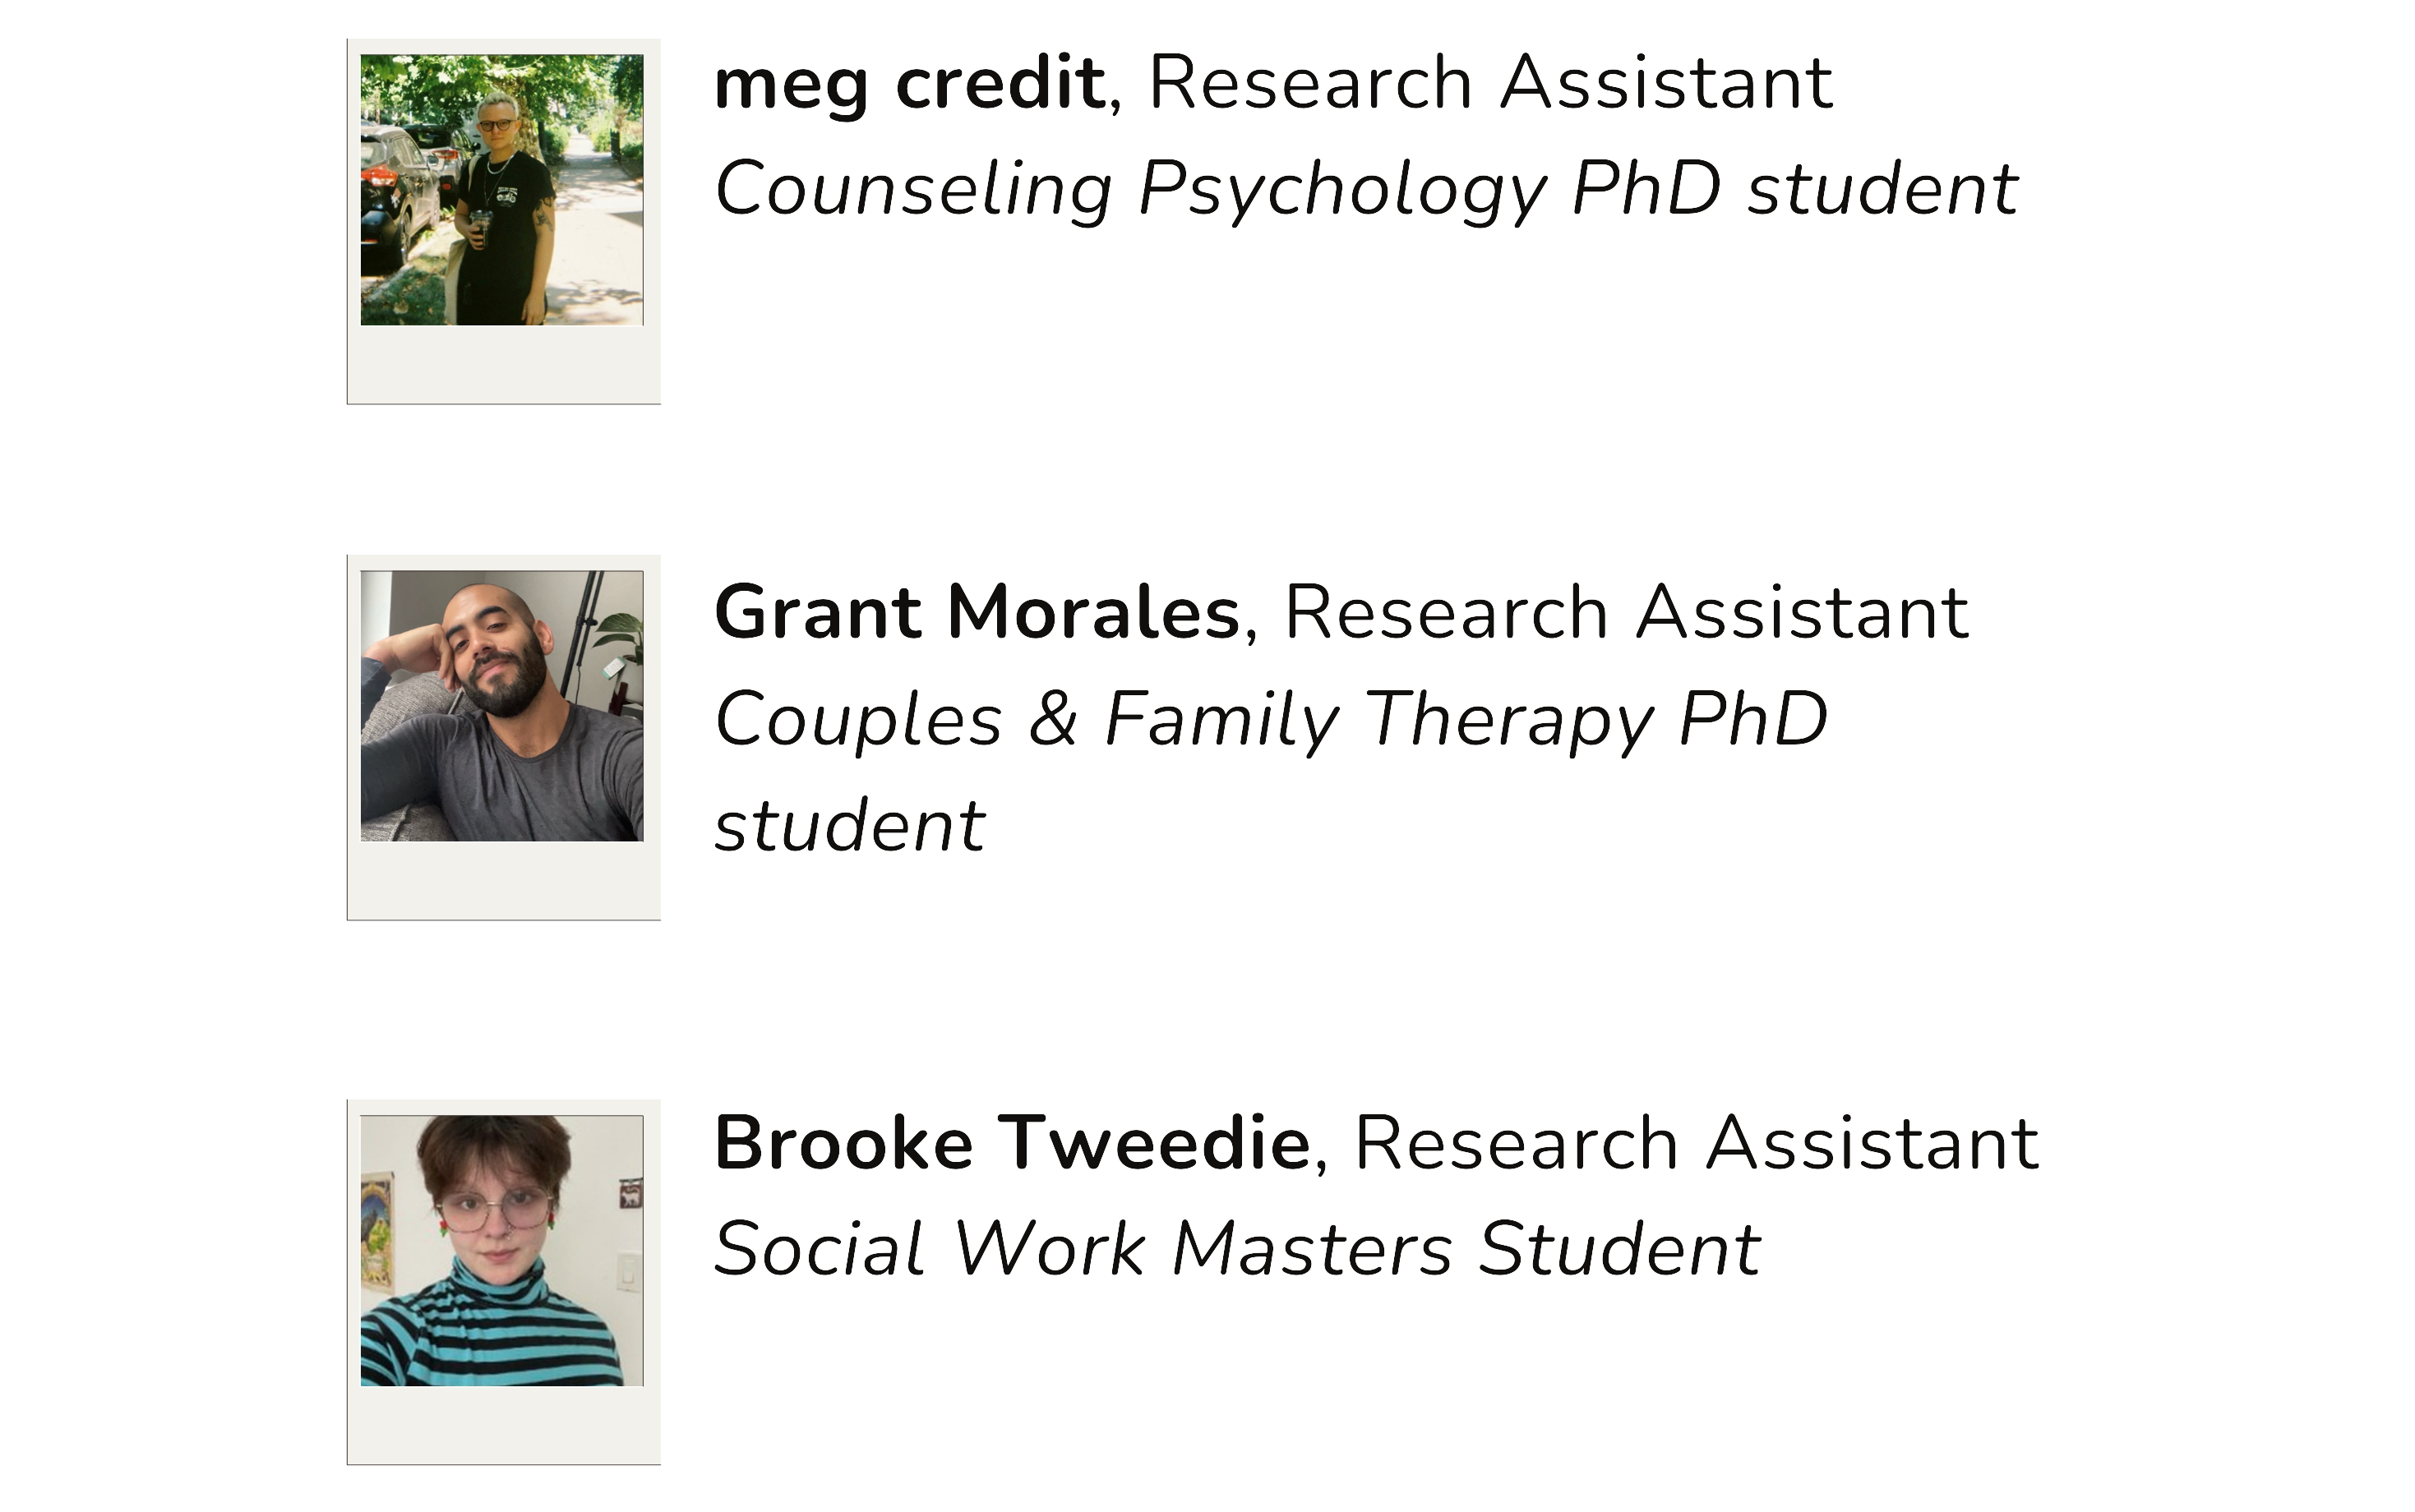 meg credit, Research Assistant
Counseling Psychology PhD student
Grant Morales, Research Assistant
Couples & Family Therapy PhD
student
Brooke Tweedie, Research Assistant
Social Work Masters Student